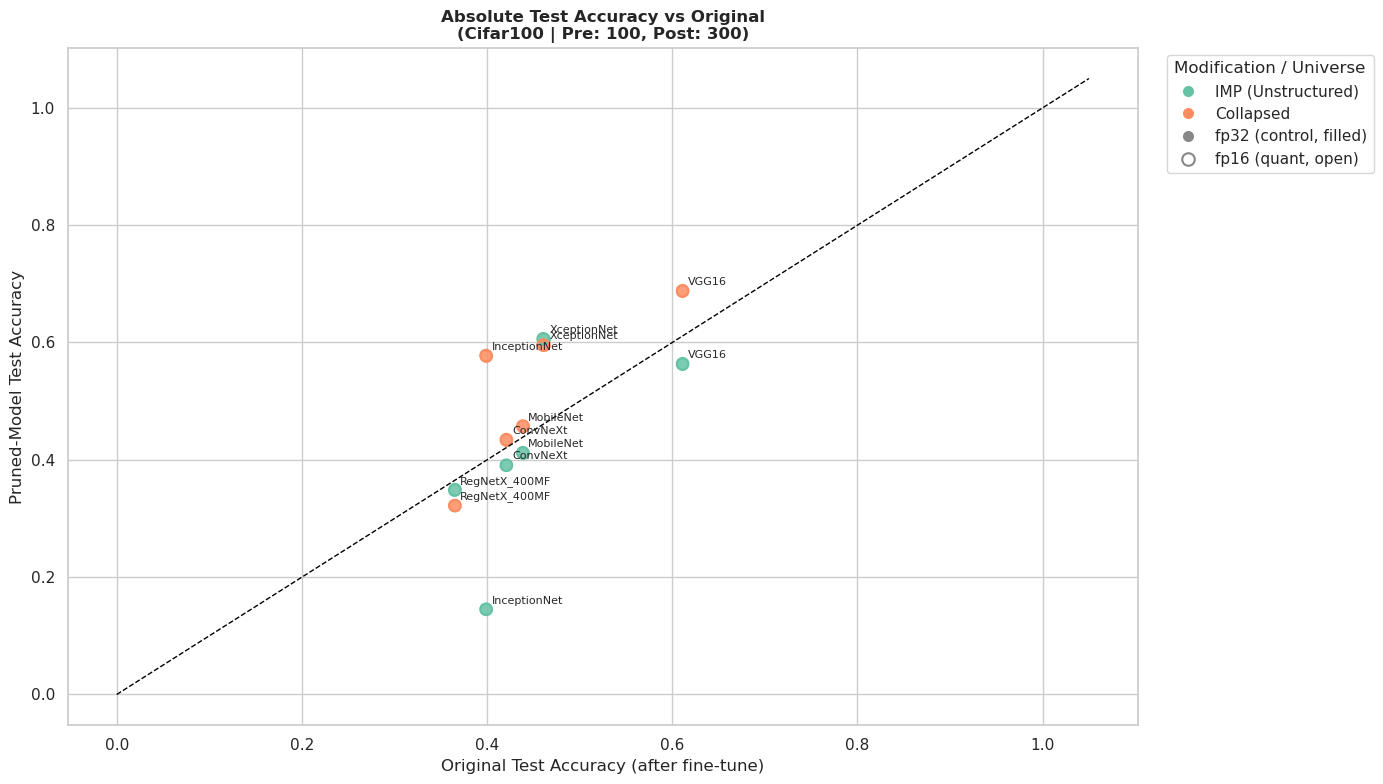 Absolute Test Accuracy vs Original
(Cifar100 | Pre: 100, Post: 300)
Modification / Universe
IMP (Unstructured)
Collapsed
fp32 (control, filled)
fp16 (quant, open)
Pruned-Model Test Accuracy
1.0
0.8
0.6
0.4
0.2
0.0
VGG16
XceptionNet
XceptionNet
InceptionNet
VGG16
MobileNet
ConvNeXt
MobileNet
ConvNeXt
RegNetX_400MF
RegNetX_400MF
InceptionNet
0.0 0.2 0.4 0.6 0.8 1.0
Original Test Accuracy (after fine-tune)